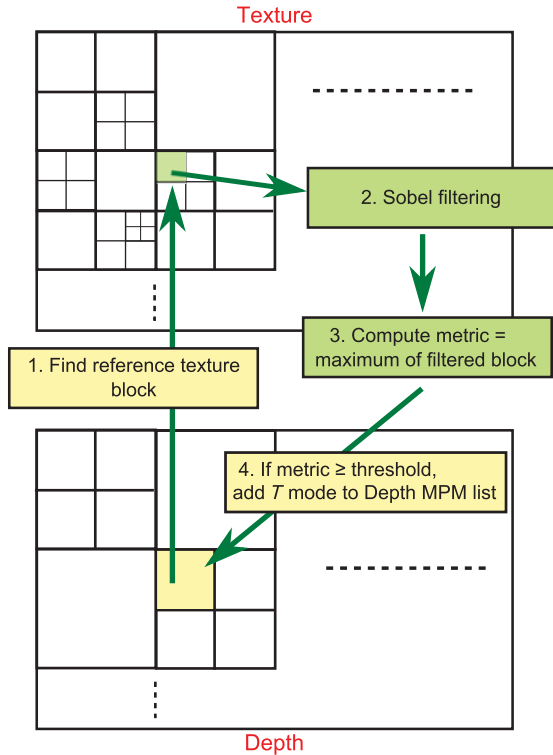 Texture
2. Sobel filtering
3. Compute metric =
maximum of filtered block
1. Find reference texture
block
4. If metric ≥ threshold,
add T mode to Depth MPM list
Depth